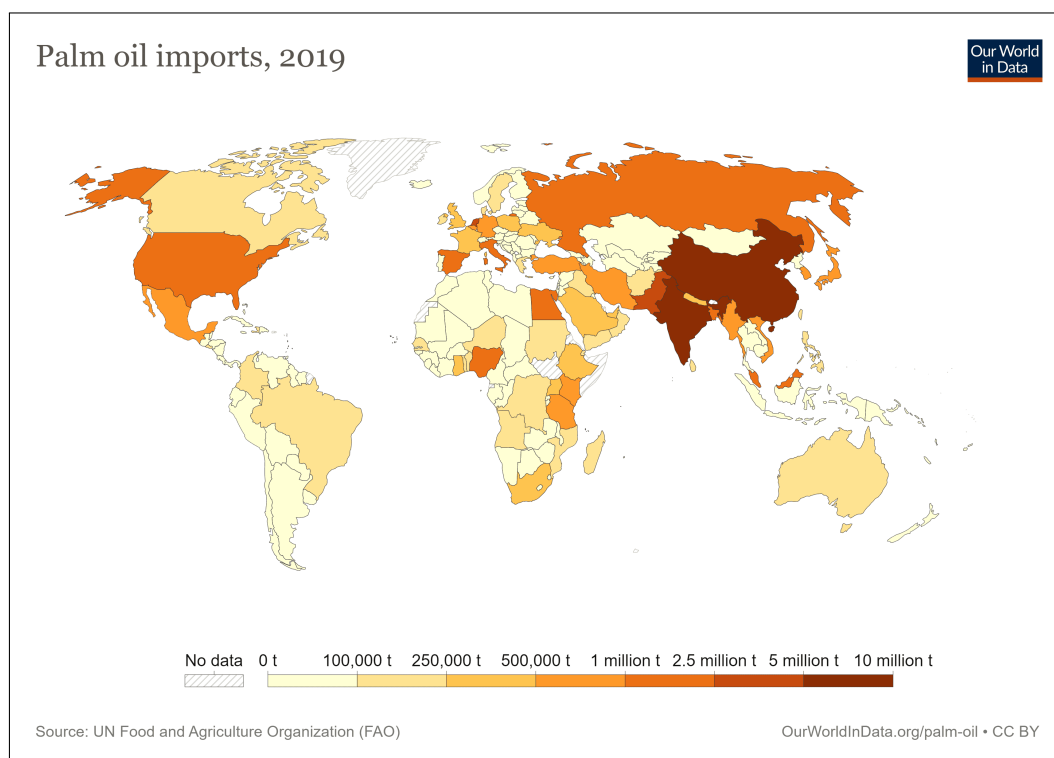 Palm oil imports, 2019
Our World
in Data
No data 0 t 100,000 t 250,000 t 500,000 t 1 million t 2.5 million t 5 million t 10 million t
Source: UN Food and Agriculture Organization (FAO)
OurWorldInData.org/palm-oil • CC BY